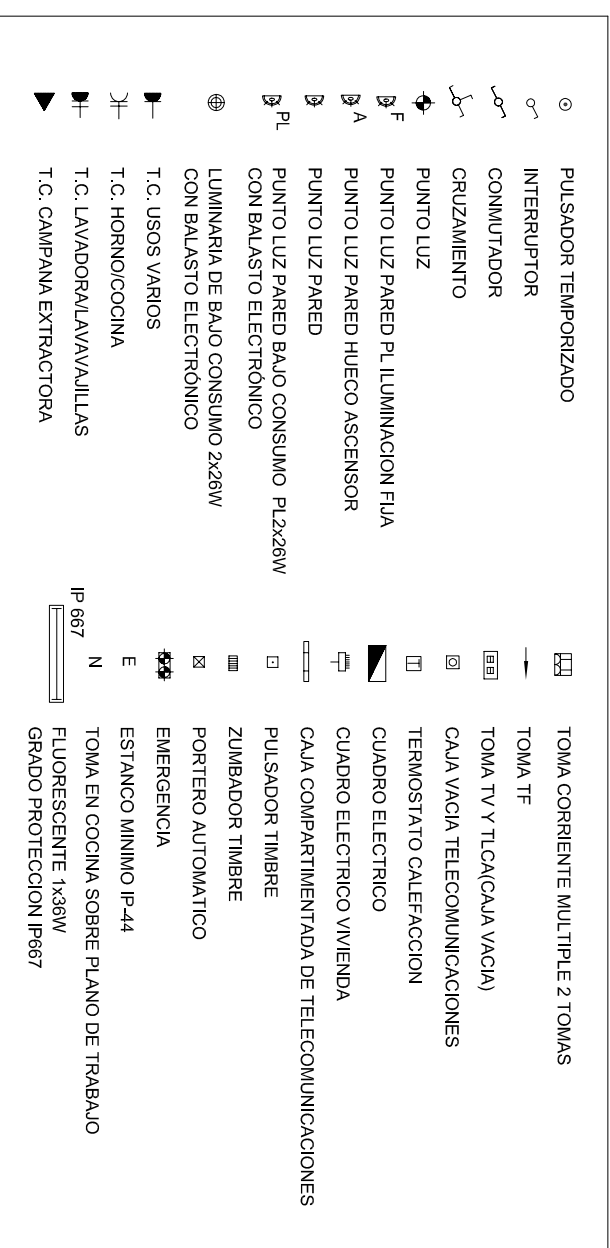 PULSADOR TEMPORIZADO
INTERRUPTOR
CONMUTADOR
CRUZAMIENTO
PUNTO LUZ
F PUNTO LUZ PARED PL ILUMINACION FIJA
A PUNTO LUZ PARED HUECO ASCENSOR
PUNTO LUZ PARED
PL PUNTO LUZ PARED BAJO CONSUMO PL2x26W
CON BALASTO ELECTRÓNICO
LUMINARIA DE BAJO CONSUMO 2x26W
CON BALASTO ELECTRÓNICO
T.C. USOS VARIOS
T.C. HORNO/COCINA
T.C. LAVADORA/LAVAVAJILLAS
T.C. CAMPANA EXTRACTORA
TOMA CORRIENTE MULTIPLE 2 TOMAS
TOMA TF
TOMA TV Y TLCA(CAJA VACIA)
CAJA VACIA TELECOMUNICACIONES
T TERMOSTATO CALEFACCION
CUADRO ELECTRICO
CUADRO ELECTRICO VIVIENDA
CAJA COMPARTIMENTADA DE TELECOMUNICACIONES
PULSADOR TIMBRE
ZUMBADOR TIMBRE
PORTERO AUTOMATICO
EMERGENCIA
E ESTANCO MINIMO IP-44
N TOMA EN COCINA SOBRE PLANO DE TRABAJO
IP 667
FLUORESCENTE 1x36W
GRADO PROTECCION IP667